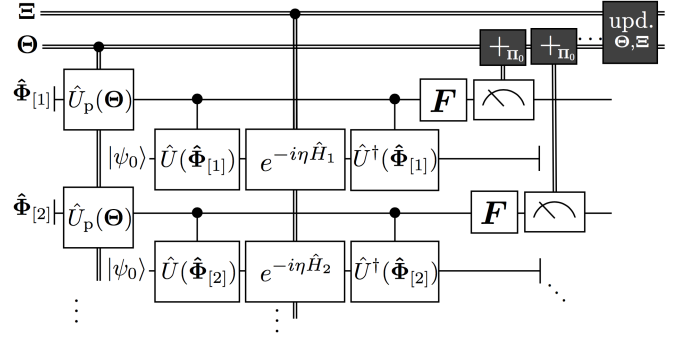 Ξ
Θ
upd.
Θ,Ξ
+Π₀ +Π₀ ...
Φ̂[1] Û_p(Θ) F
|ψ₀⟩ Û(Φ̂[1]) e^{-iηĤ₁} Û†(Φ̂[1])
Φ̂[2] Û_p(Θ) F
|ψ₀⟩ Û(Φ̂[2]) e^{-iηĤ₂} Û†(Φ̂[2])
⋮ ⋮ ⋱